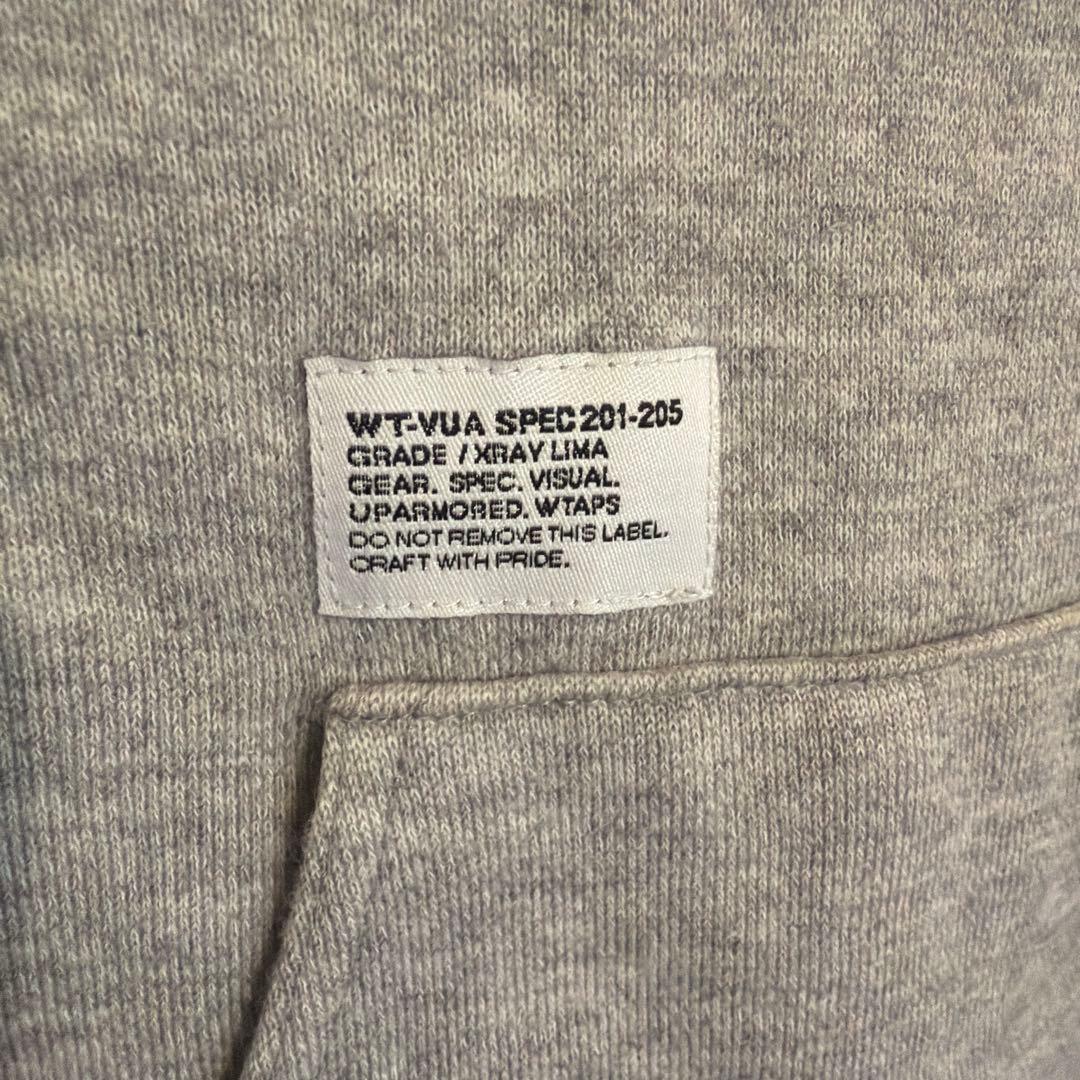 WT-VUA SPEC 201-205
GRADE / XRAY LIMA
GEAR. SPEC. VISUAL.
UPARMORED. WTAPS
DO NOT REMOVE THIS LABEL.
CRAFT WITH PRIDE.